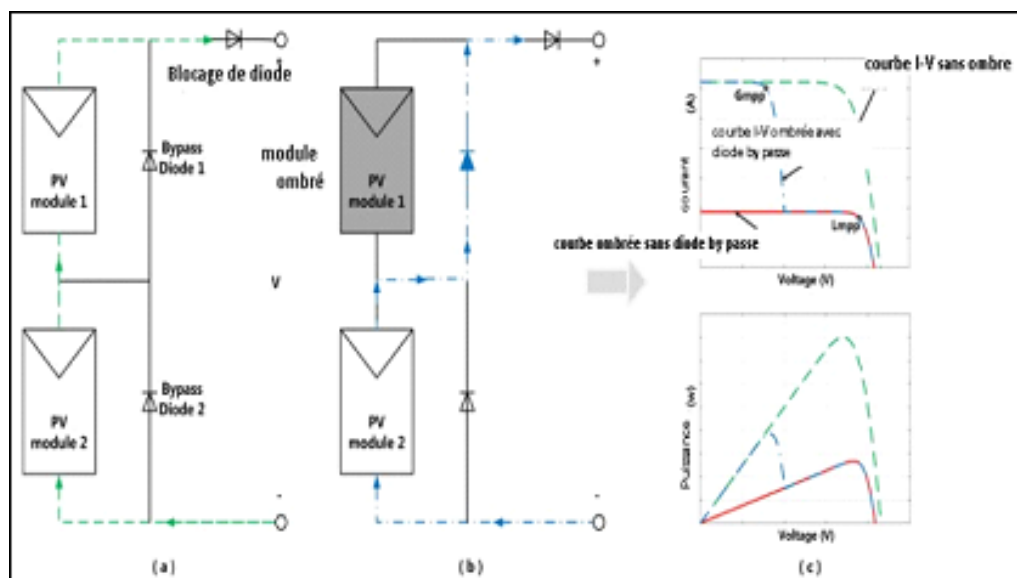 Blocage de diode
+
PV
module 1
Bypass
Diode 1
PV
module 2
Bypass
Diode 2
-
(a)
module
ombré
PV
module 1
+
V
PV
module 2
-
(b)
courbe I-V sans ombre
Gmpp
courbe I-V ombrée avec
diode by passe
courant (A)
Lmpp
courbe ombrée sans diode by passe
Voltage (V)
Puissance (w)
Voltage (V)
(c)